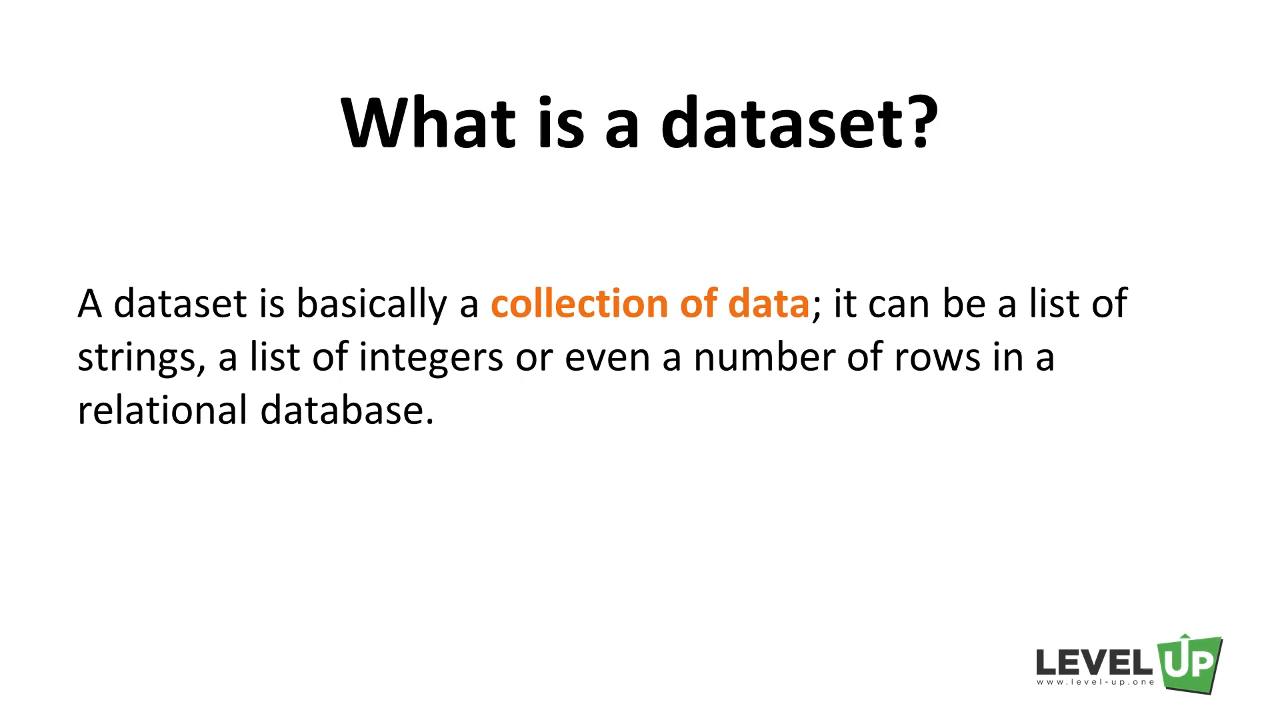 What is a dataset?
A dataset is basically a collection of data; it can be a list of
strings, a list of integers or even a number of rows in a
relational database.
LEVEL UP
www.level-up.one